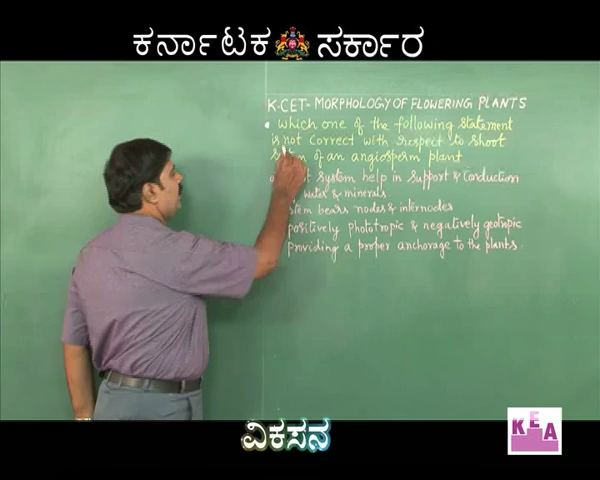 ಕರ್ನಾಟಕ ಸರ್ಕಾರ
K-CET- MORPHOLOGY OF FLOWERING PLANTS
• Which one of the following statement
is not correct with respect to shoot
of an angiosperm plant
system help in support & conduction
water & minerals
stem bears nodes & internodes
positively phototropic & negatively geotropic
providing a proper anchorage to the plants.
ವಿಕಸನ
KEA